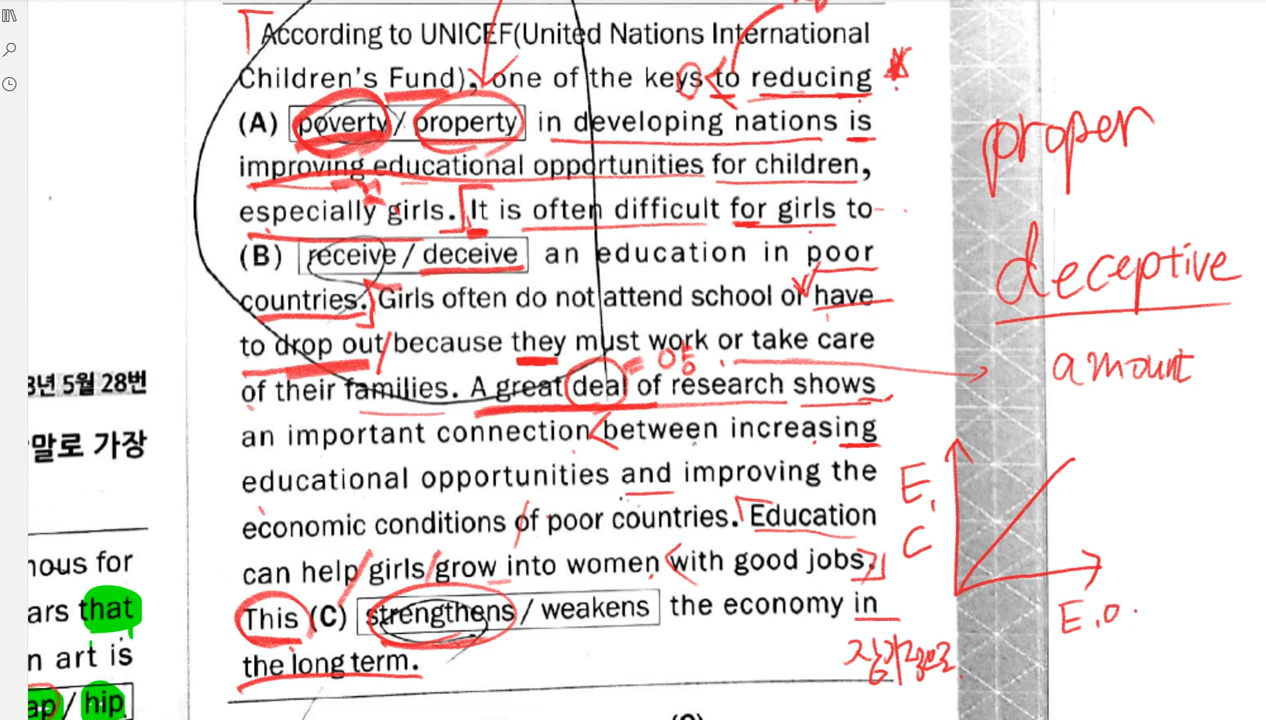 According to UNICEF(United Nations International
Children's Fund), one of the keys to reducing
(A) poverty / property in developing nations is
improving educational opportunities for children,
especially girls. It is often difficult for girls to
(B) receive / deceive an education in poor
countries. Girls often do not attend school or have
to drop out because they must work or take care
of their families. A great deal of research shows
an important connection between increasing
educational opportunities and improving the
economic conditions of poor countries. Education
can help girls grow into women with good jobs.
This (C) strengthens / weakens the economy in
the long term.
proper
deceptive
amount
= 양
E.
C
E.O.
3년 5월 28번
말로 가장
nous for
ars that
n art is
ap / hip